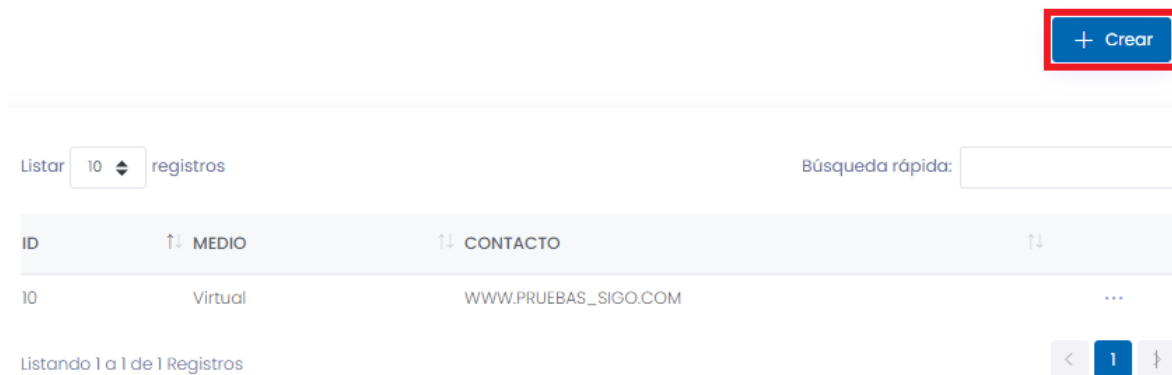 + Crear
Listar 10 registros Búsqueda rápida:
ID MEDIO CONTACTO
10 Virtual WWW.PRUEBAS_SIGO.COM ...
Listando 1 a 1 de 1 Registros < 1